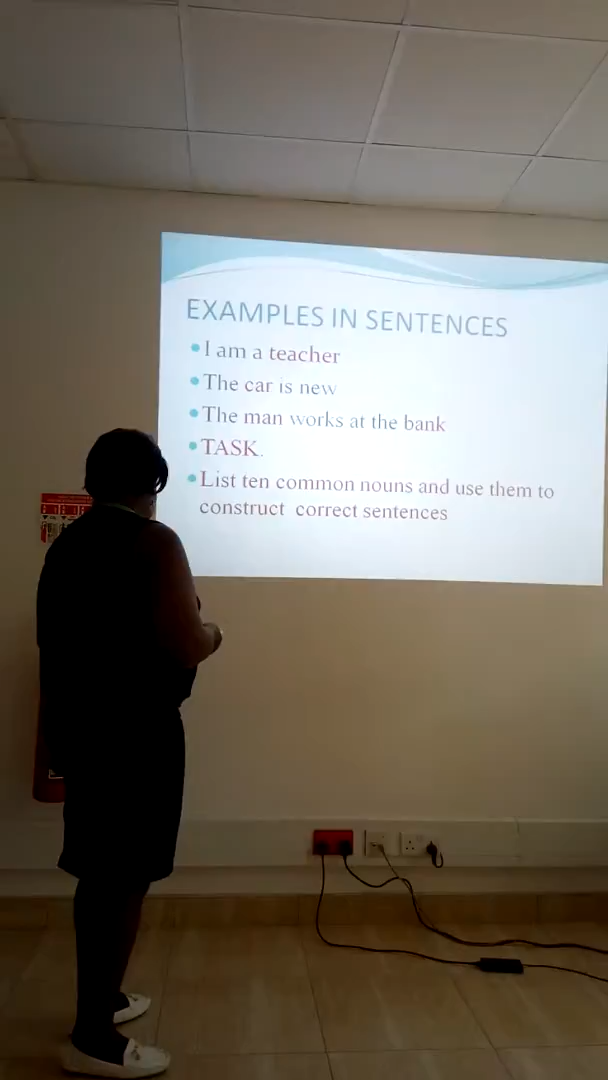 EXAMPLES IN SENTENCES
•I am a teacher
•The car is new
•The man works at the bank
•TASK.
•List ten common nouns and use them to
construct correct sentences